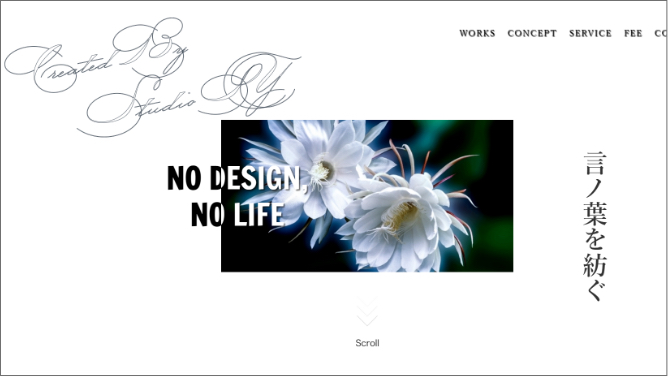 Created By
Studio RY
WORKS CONCEPT SERVICE FEE CO
NO DESIGN,
NO LIFE.
言ノ葉を紡ぐ
Scroll